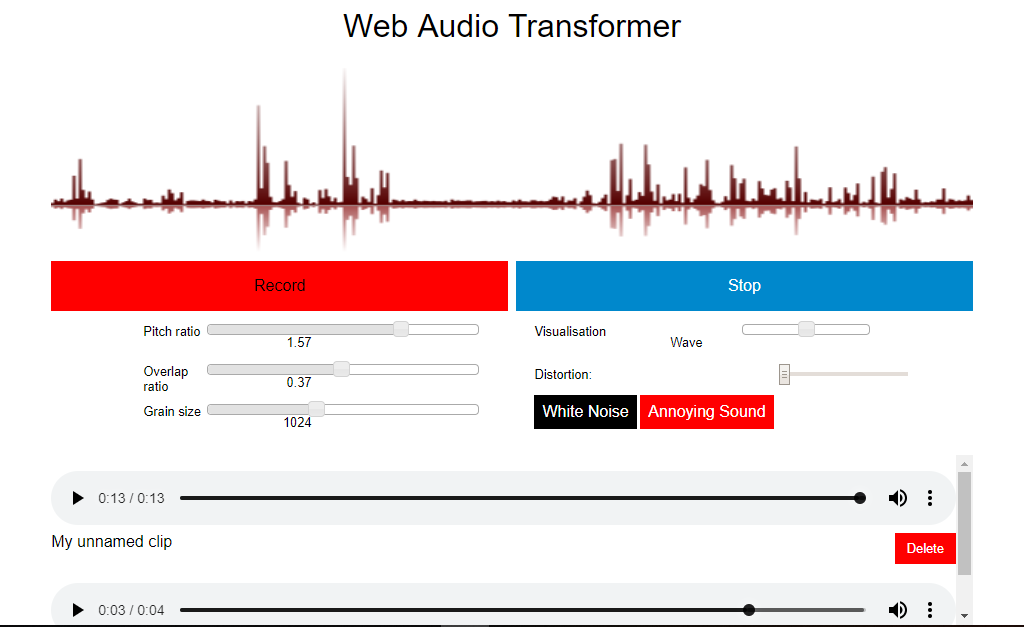 Web Audio Transformer
Record
Stop
Pitch ratio
1.57
Overlap
ratio
0.37
Grain size
1024
Visualisation
Wave
Distortion:
White Noise
Annoying Sound
0:13 / 0:13
My unnamed clip
Delete
0:03 / 0:04